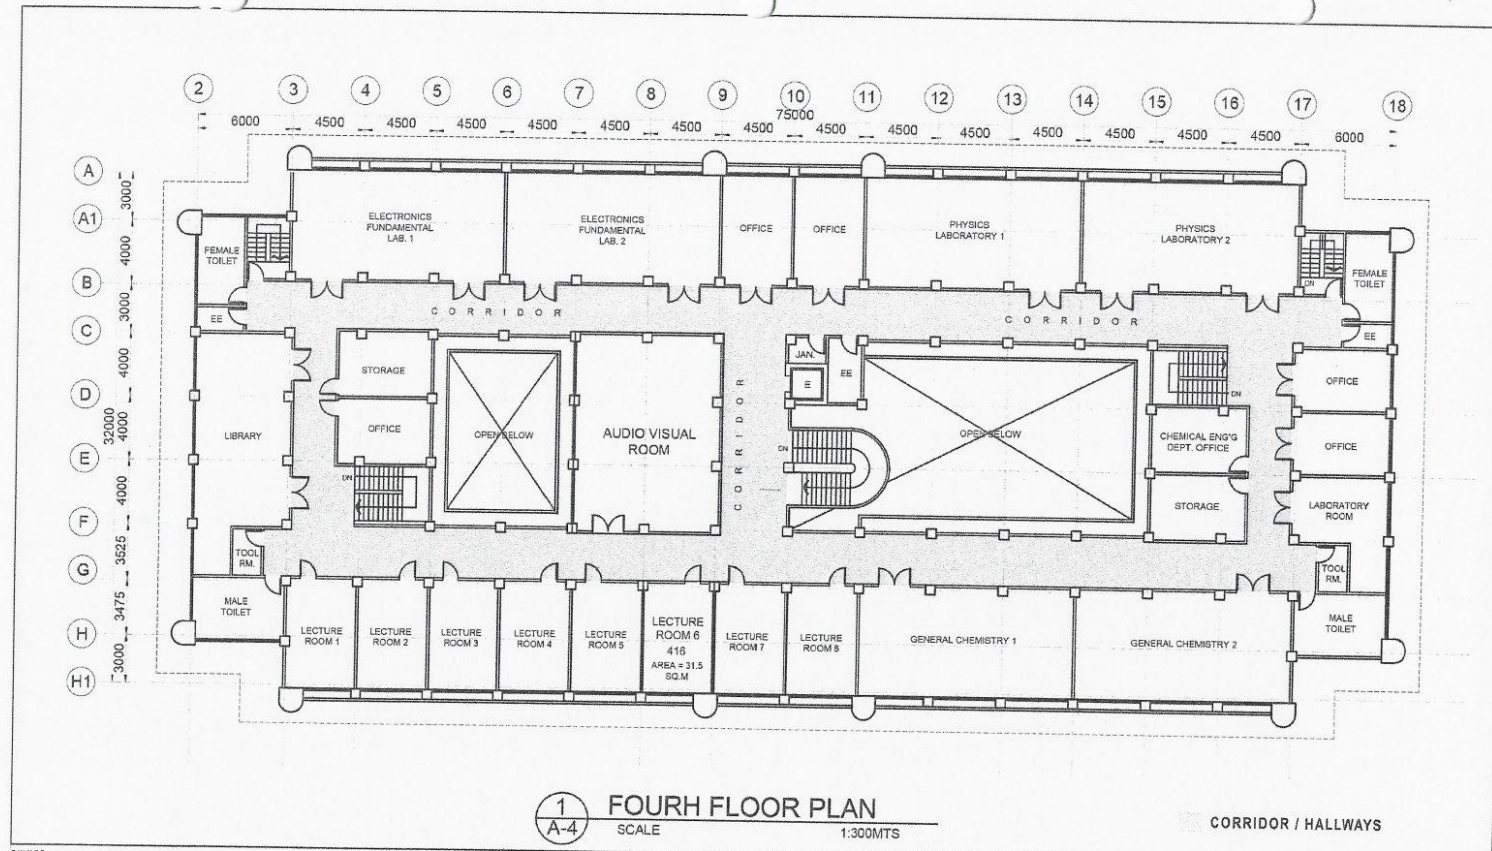 2 3 4 5 6 7 8 9 10 11 12 13 14 15 16 17 18
75000
6000 4500 4500 4500 4500 4500 4500 4500 4500 4500 4500 4500 4500 4500 4500 6000
A
A1
B
C
D
E
F
G
H
H1
3000
4000
3000
4000
32000
4000
4000
3525
3475
3000
ELECTRONICS
FUNDAMENTAL
LAB. 1
ELECTRONICS
FUNDAMENTAL
LAB. 2
OFFICE
OFFICE
PHYSICS
LABORATORY 1
PHYSICS
LABORATORY 2
FEMALE
TOILET
EE
DN
FEMALE
TOILET
EE
CORRIDOR
CORRIDOR
STORAGE
OFFICE
LIBRARY
DN
OPEN BELOW
AUDIO VISUAL
ROOM
CORRIDOR
JAN.
E
EE
DN
OPEN BELOW
DN
CHEMICAL ENG'G
DEPT. OFFICE
STORAGE
OFFICE
OFFICE
LABORATORY
ROOM
TOOL
RM.
MALE
TOILET
TOOL
RM.
MALE
TOILET
LECTURE
ROOM 1
LECTURE
ROOM 2
LECTURE
ROOM 3
LECTURE
ROOM 4
LECTURE
ROOM 5
LECTURE
ROOM 6
416
AREA = 31.5
SQ.M
LECTURE
ROOM 7
LECTURE
ROOM 8
GENERAL CHEMISTRY 1
GENERAL CHEMISTRY 2
1
A-4
FOURH FLOOR PLAN
SCALE 1:300MTS
CORRIDOR / HALLWAYS